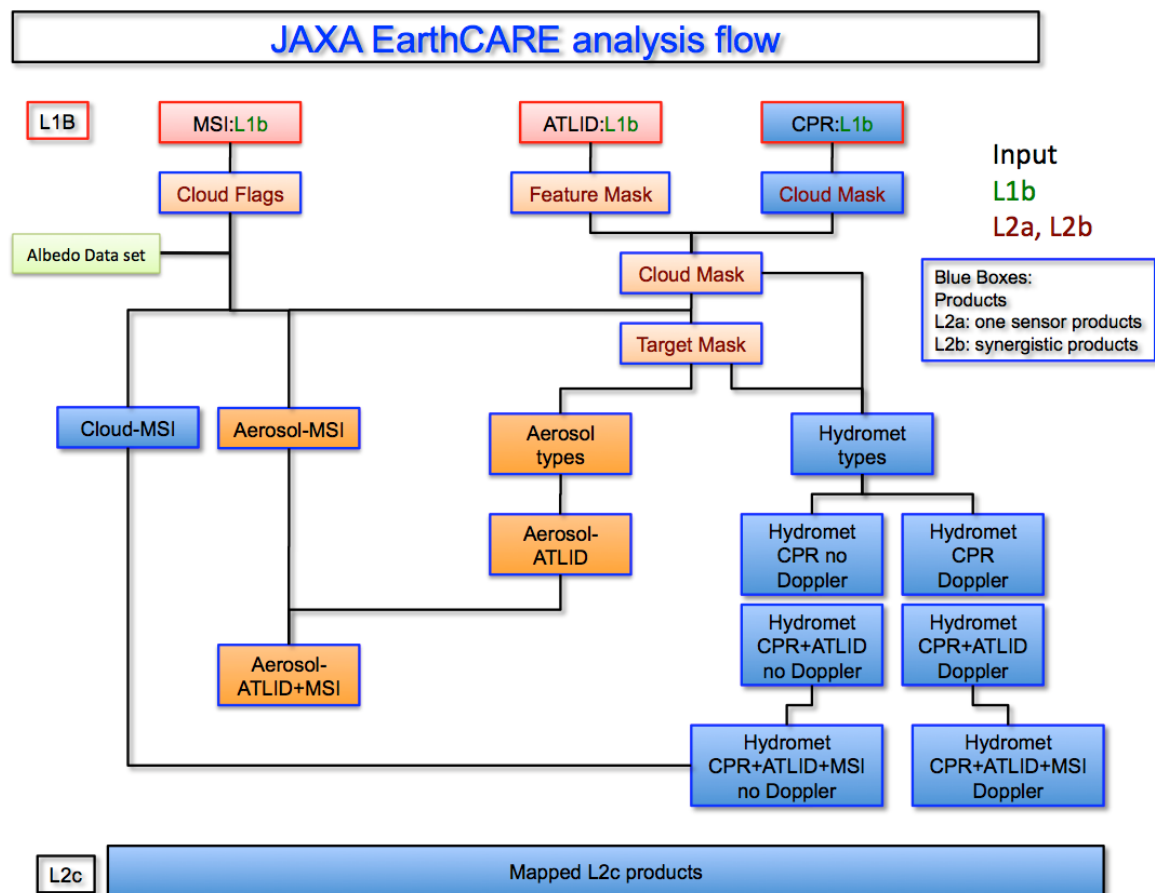 JAXA EarthCARE analysis flow
L1B
MSI:L1b
ATLID:L1b
CPR:L1b
Input
L1b
L2a, L2b
Cloud Flags
Feature Mask
Cloud Mask
Albedo Data set
Cloud Mask
Blue Boxes:
Products
L2a: one sensor products
L2b: synergistic products
Target Mask
Cloud-MSI
Aerosol-MSI
Aerosol
types
Hydromet
types
Aerosol-
ATLID
Hydromet
CPR no
Doppler
Hydromet
CPR
Doppler
Hydromet
CPR+ATLID
no Doppler
Hydromet
CPR+ATLID
Doppler
Aerosol-
ATLID+MSI
Hydromet
CPR+ATLID+MSI
no Doppler
Hydromet
CPR+ATLID+MSI
Doppler
L2c
Mapped L2c products